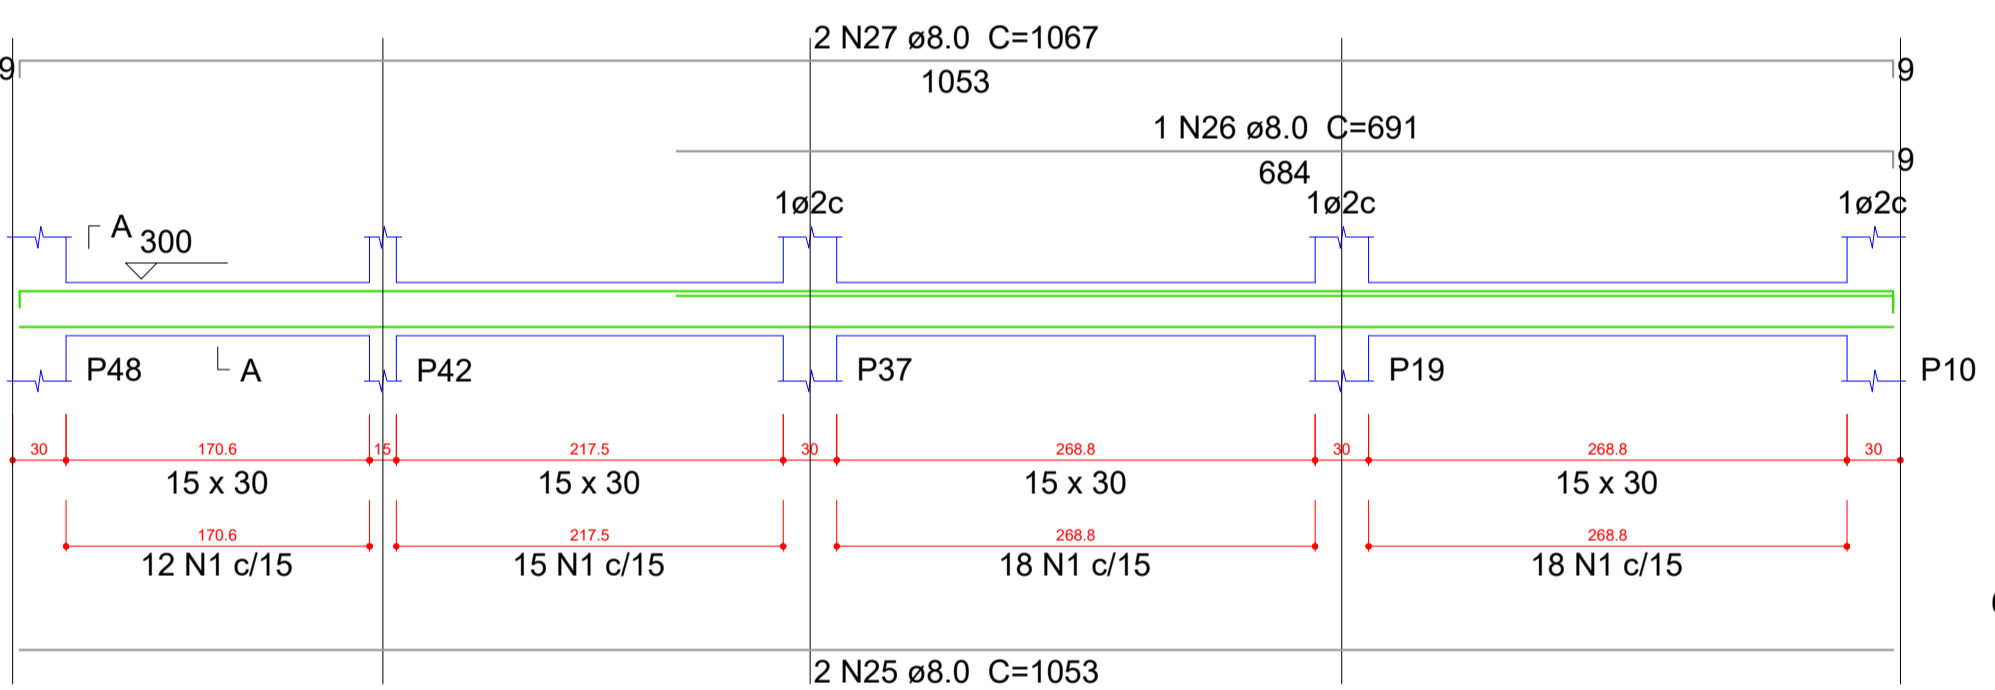 2 N27 ø8.0 C=1067
9 9
1053
1 N26 ø8.0 C=691
9
684
1ø2c 1ø2c 1ø2c
A
300
P48 A P42 P37 P19 P10
30 170.6 15 217.5 30 268.8 30 268.8 30
15 x 30 15 x 30 15 x 30 15 x 30
170.6 217.5 268.8 268.8
12 N1 c/15 15 N1 c/15 18 N1 c/15 18 N1 c/15
2 N25 ø8.0 C=1053